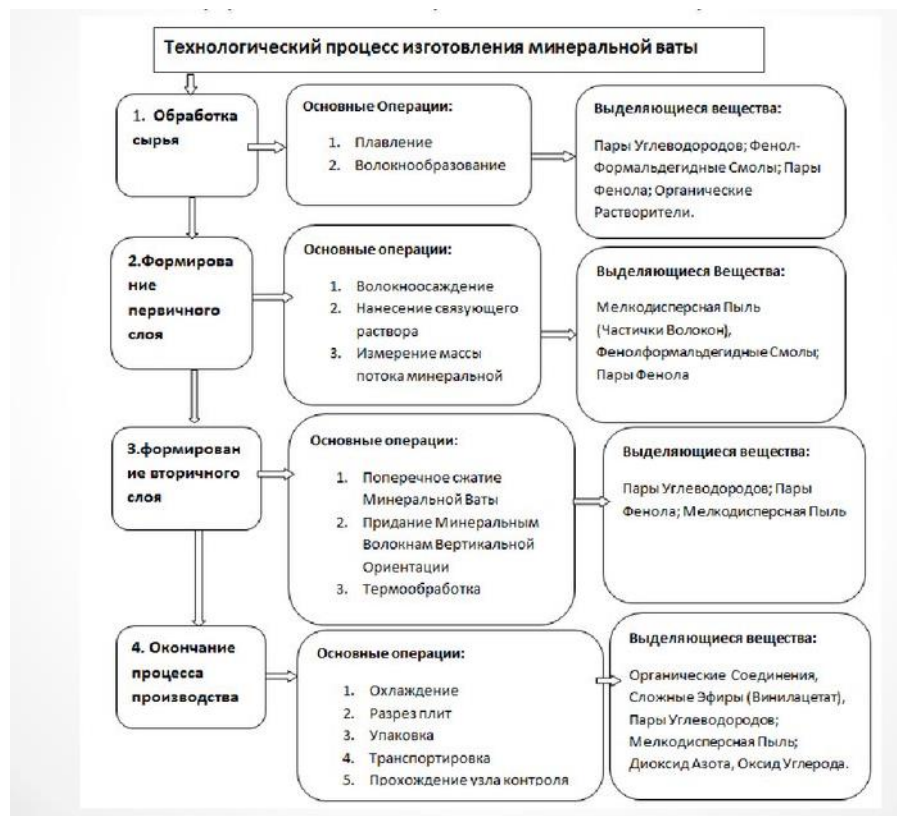 Технологический процесс изготовления минеральной ваты
1. Обработка
сырья
Основные Операции:
1. Плавление
2. Волокнообразование
Выделяющиеся вещества:
Пары Углеводородов; Фенол-
Формальдегидные Смолы; Пары
Фенола; Органические
Растворители.
2.Формирова
ние
первичного
слоя
Основные операции:
1. Волокноосаждение
2. Нанесение связующего
раствора
3. Измерение массы
потока минеральной
Выделяющиеся Вещества:
Мелкодисперсная Пыль
(Частички Волокон),
Фенолформальдегидные Смолы;
Пары Фенола
3.формирован
ие вторичного
слоя
Основные операции:
1. Поперечное сжатие
Минеральной Ваты
2. Придание Минеральным
Волокнам Вертикальной
Ориентации
3. Термообработка
Выделяющиеся вещества:
Пары Углеводородов; Пары
Фенола; Мелкодисперсная Пыль
4. Окончание
процесса
производства
Основные операции:
1. Охлаждение
2. Разрез плит
3. Упаковка
4. Транспортировка
5. Прохождение узла контроля
Выделяющиеся вещества:
Органические Соединения,
Сложные Эфиры (Винилацетат),
Пары Углеводородов;
Мелкодисперсная Пыль;
Диоксид Азота, Оксид Углерода.